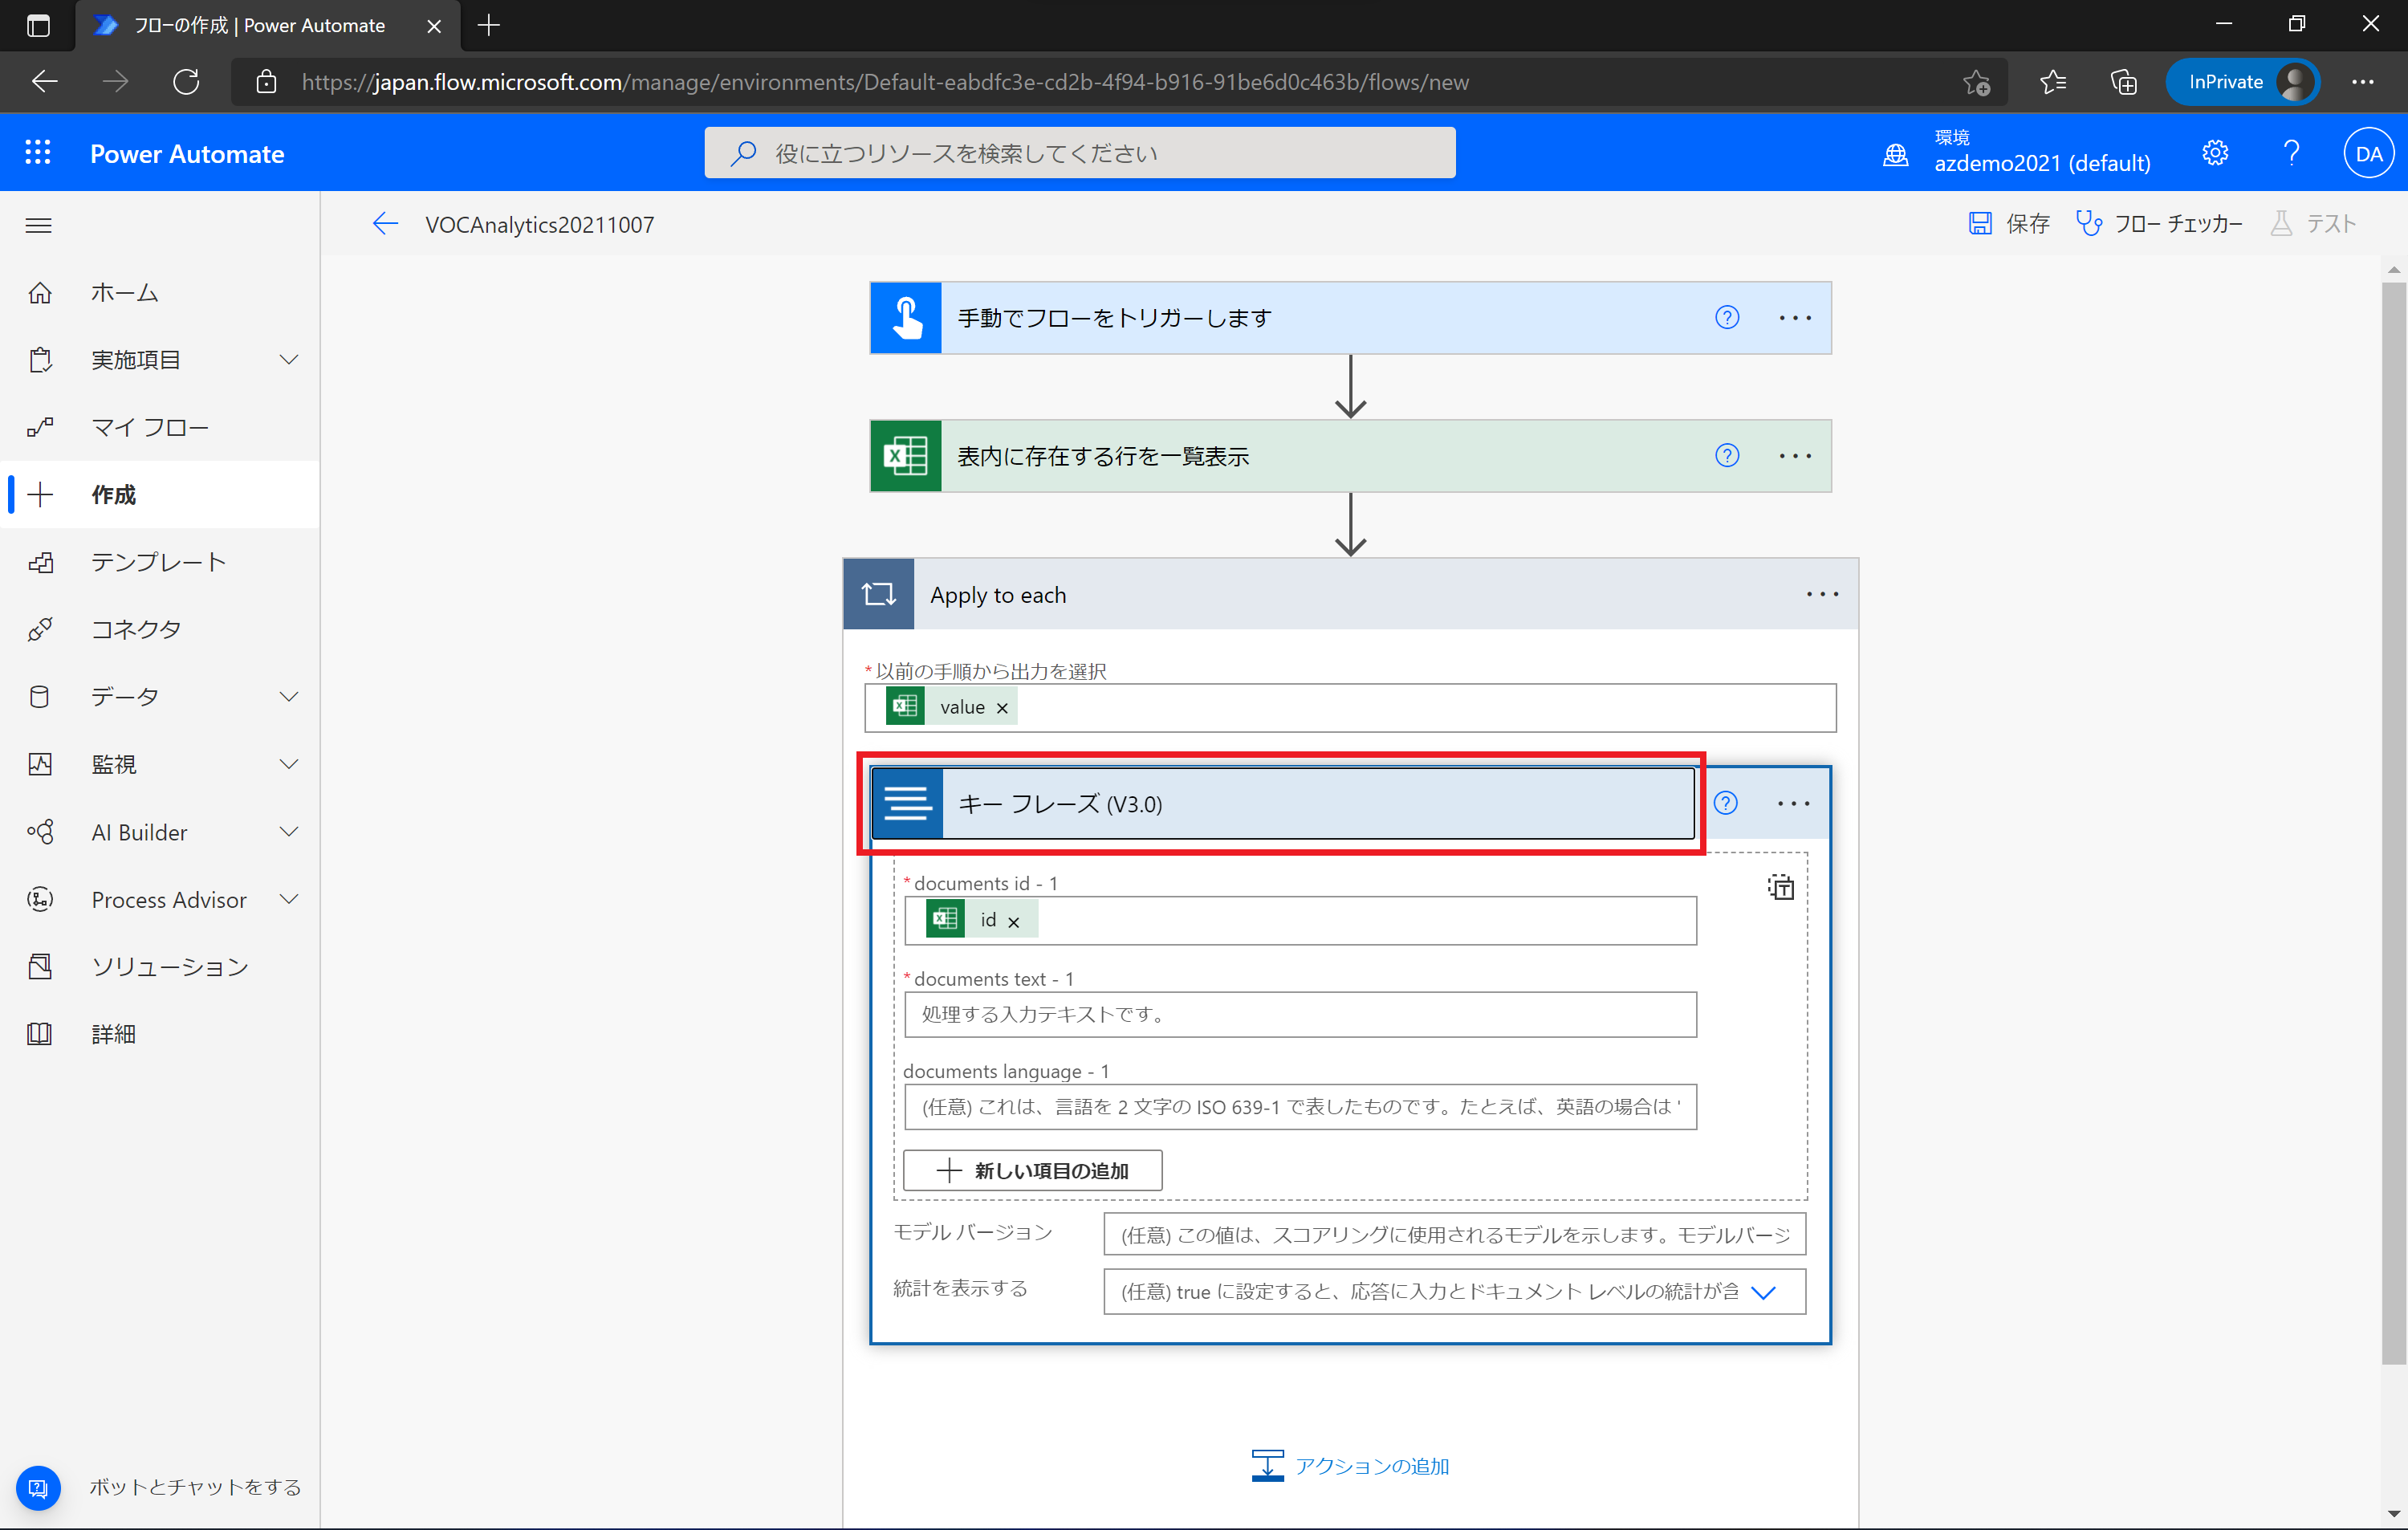 フローの作成 | Power Automate
https://japan.flow.microsoft.com/manage/environments/Default-eabdfc3e-cd2b-4f94-b916-91be6d0c463b/flows/new
InPrivate
Power Automate
役に立つリソースを検索してください
環境
azdemo2021 (default)
?
DA
VOCAnalytics20211007
保存
フロー チェッカー
テスト
ホーム
実施項目
マイ フロー
作成
テンプレート
コネクタ
データ
監視
AI Builder
Process Advisor
ソリューション
詳細
ボットとチャットをする
手動でフローをトリガーします
?
表内に存在する行を一覧表示
?
Apply to each
*以前の手順から出力を選択
value
キー フレーズ (V3.0)
?
*documents id - 1
id
*documents text - 1
処理する入力テキストです。
documents language - 1
(任意) これは、言語を 2 文字の ISO 639-1 で表したものです。たとえば、英語の場合は '
新しい項目の追加
モデル バージョン
(任意) この値は、スコアリングに使用されるモデルを示します。モデルバージ
統計を表示する
(任意) true に設定すると、応答に入力とドキュメント レベルの統計が含
アクションの追加